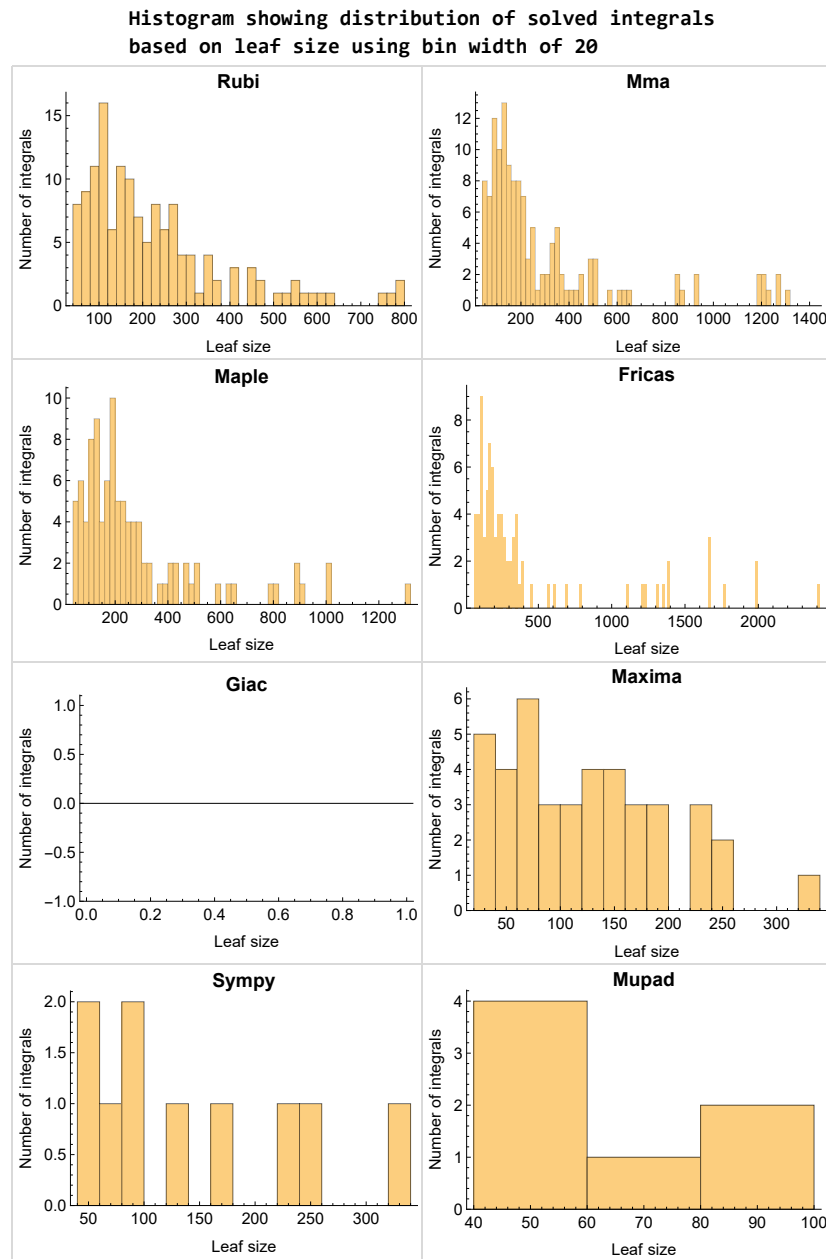 Histogram showing distribution of solved integrals
based on leaf size using bin width of 20
Rubi
Number of integrals
15
10
5
0
100 200 300 400 500 600 700 800
Leaf size
Mma
Number of integrals
12
10
8
6
4
2
0
200 400 600 800 1000 1200 1400
Leaf size
Maple
Number of integrals
10
8
6
4
2
0
200 400 600 800 1000 1200
Leaf size
Fricas
Number of integrals
8
6
4
2
0
500 1000 1500 2000
Leaf size
Giac
Number of integrals
1.0
0.5
0.0
−0.5
−1.0
0.0 0.2 0.4 0.6 0.8 1.0
Leaf size
Maxima
Number of integrals
6
5
4
3
2
1
0
50 100 150 200 250 300
Leaf size
Sympy
Number of integrals
2.0
1.5
1.0
0.5
0.0
50 100 150 200 250 300
Leaf size
Mupad
Number of integrals
4
3
2
1
0
40 50 60 70 80 90 100
Leaf size